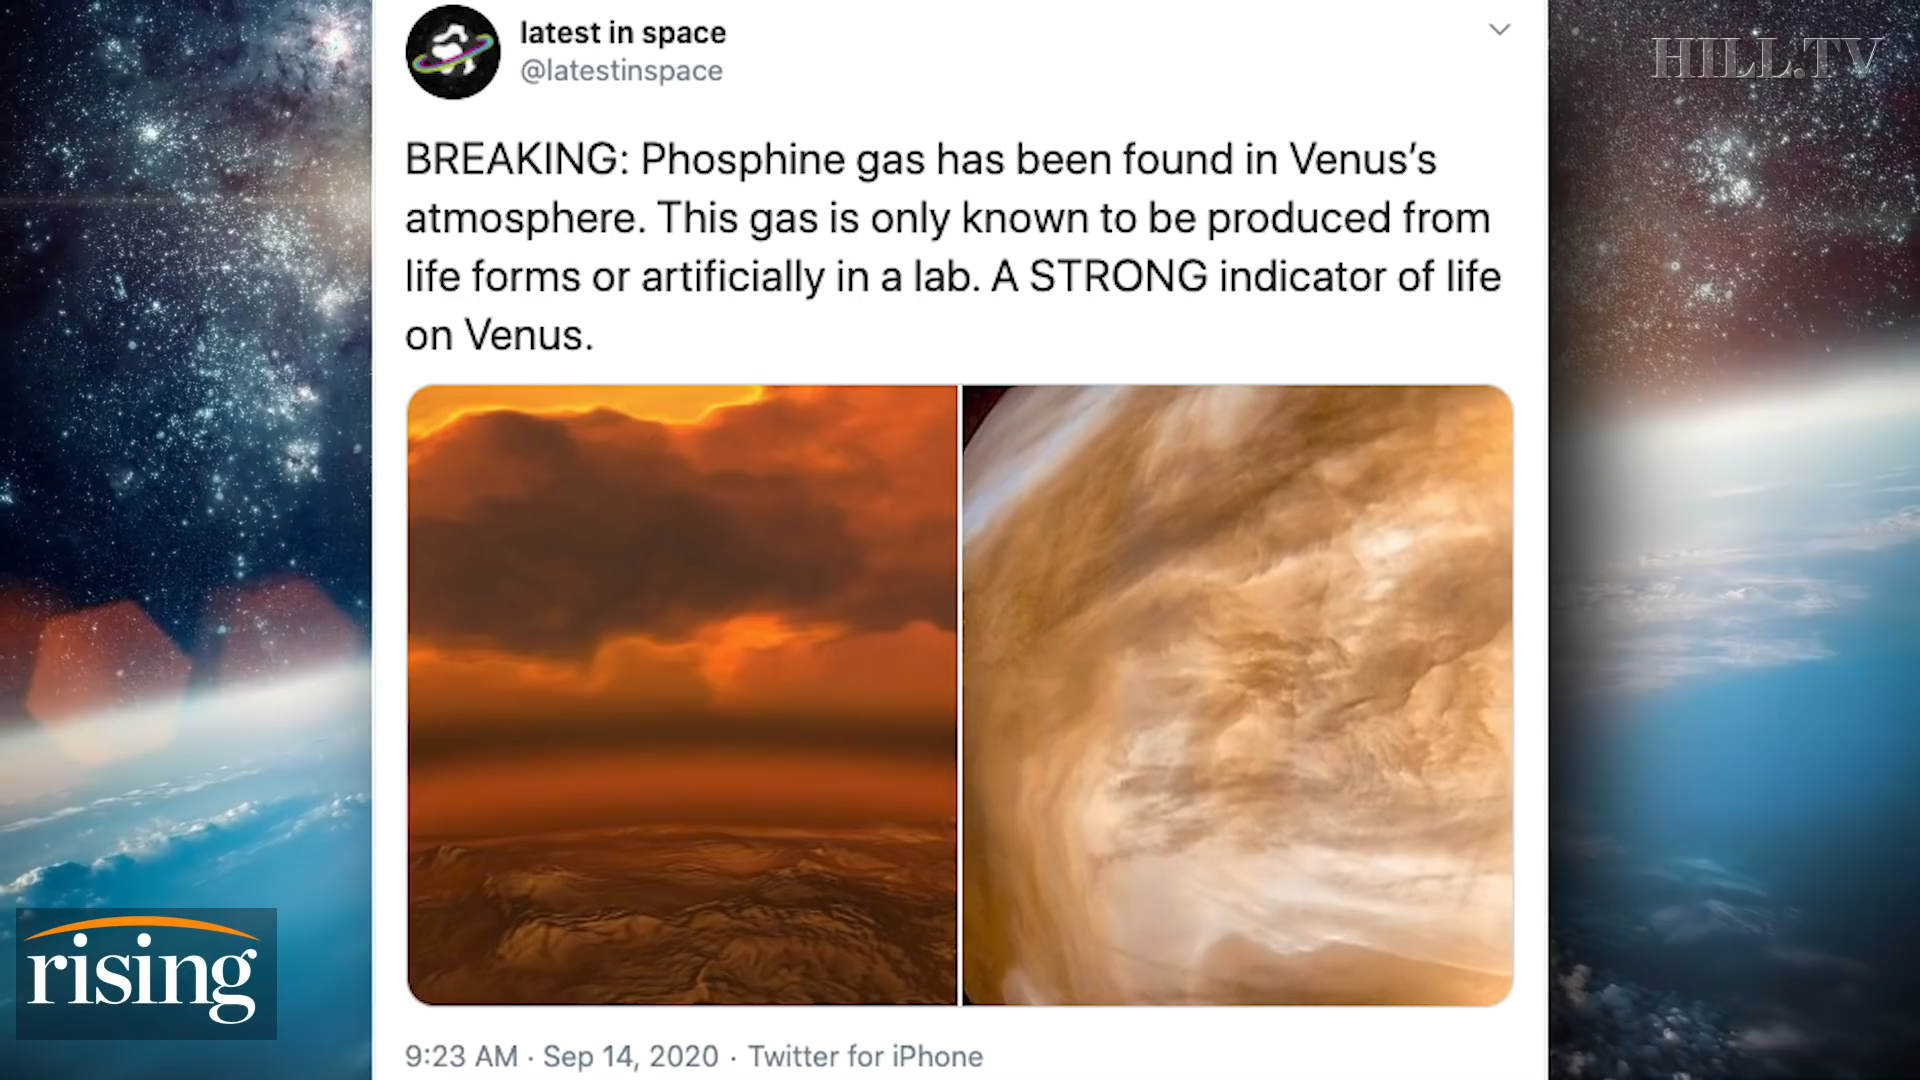 latest in space
@latestinspace
HILL.TV
BREAKING: Phosphine gas has been found in Venus’s
atmosphere. This gas is only known to be produced from
life forms or artificially in a lab. A STRONG indicator of life
on Venus.
rising
9:23 AM · Sep 14, 2020 · Twitter for iPhone